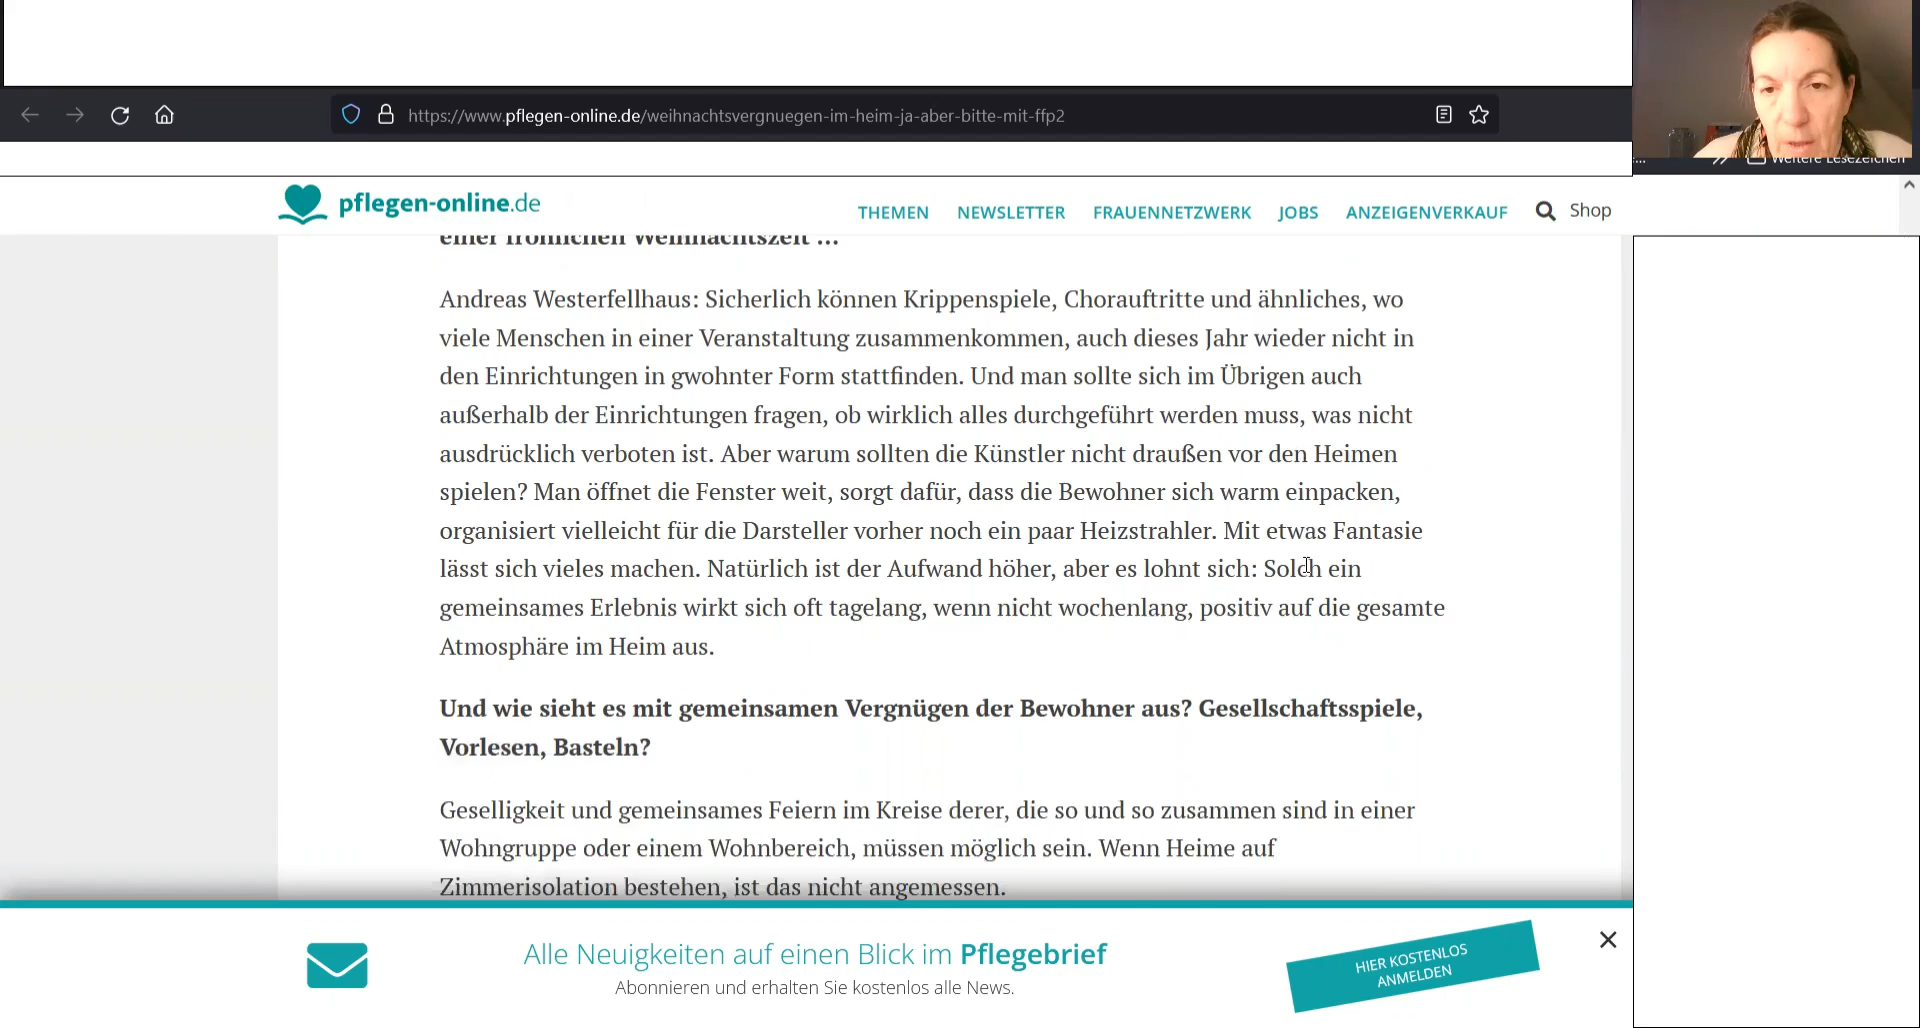 https://www.pflegen-online.de/weihnachtsvergnuegen-im-heim-ja-aber-bitte-mit-ffp2
Weitere Lesezeichen
pflegen-online.de
THEMEN NEWSLETTER FRAUENNETZWERK JOBS ANZEIGENVERKAUF Shop
einer fröhlichen Weihnachtszeit ...
Andreas Westerfellhaus: Sicherlich können Krippenspiele, Chorauftritte und ähnliches, wo
viele Menschen in einer Veranstaltung zusammenkommen, auch dieses Jahr wieder nicht in
den Einrichtungen in gwohnter Form stattfinden. Und man sollte sich im Übrigen auch
außerhalb der Einrichtungen fragen, ob wirklich alles durchgeführt werden muss, was nicht
ausdrücklich verboten ist. Aber warum sollten die Künstler nicht draußen vor den Heimen
spielen? Man öffnet die Fenster weit, sorgt dafür, dass die Bewohner sich warm einpacken,
organisiert vielleicht für die Darsteller vorher noch ein paar Heizstrahler. Mit etwas Fantasie
lässt sich vieles machen. Natürlich ist der Aufwand höher, aber es lohnt sich: Solch ein
gemeinsames Erlebnis wirkt sich oft tagelang, wenn nicht wochenlang, positiv auf die gesamte
Atmosphäre im Heim aus.
Und wie sieht es mit gemeinsamen Vergnügen der Bewohner aus? Gesellschaftsspiele,
Vorlesen, Basteln?
Geselligkeit und gemeinsames Feiern im Kreise derer, die so und so zusammen sind in einer
Wohngruppe oder einem Wohnbereich, müssen möglich sein. Wenn Heime auf
Zimmerisolation bestehen, ist das nicht angemessen.
Alle Neuigkeiten auf einen Blick im Pflegebrief
Abonnieren und erhalten Sie kostenlos alle News.
HIER KOSTENLOS
ANMELDEN